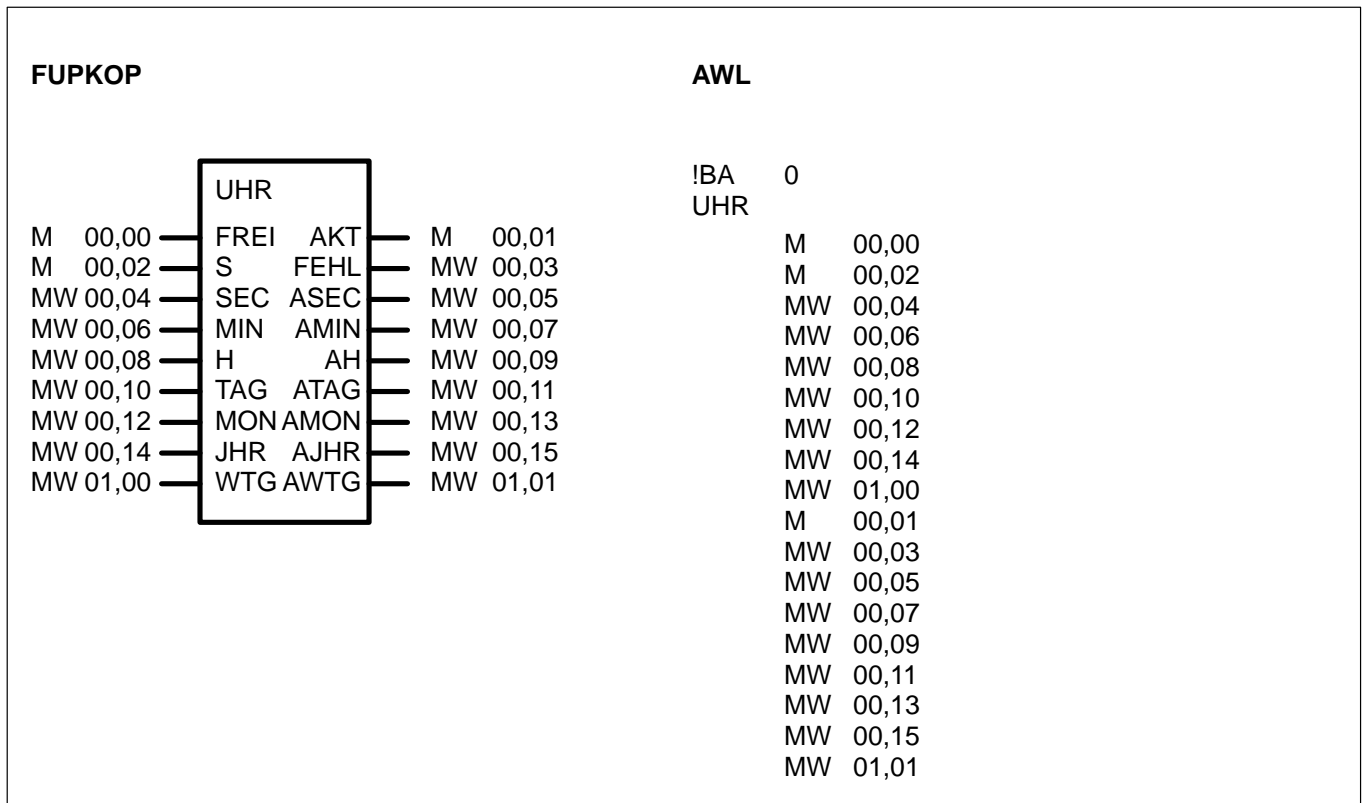 FUPKOP
UHR
M 00,00 FREI AKT M 00,01
M 00,02 S FEHL MW 00,03
MW 00,04 SEC ASEC MW 00,05
MW 00,06 MIN AMIN MW 00,07
MW 00,08 H AH MW 00,09
MW 00,10 TAG ATAG MW 00,11
MW 00,12 MON AMON MW 00,13
MW 00,14 JHR AJHR MW 00,15
MW 01,00 WTG AWTG MW 01,01
AWL
!BA 0
UHR
M 00,00
M 00,02
MW 00,04
MW 00,06
MW 00,08
MW 00,10
MW 00,12
MW 00,14
MW 01,00
M 00,01
MW 00,03
MW 00,05
MW 00,07
MW 00,09
MW 00,11
MW 00,13
MW 00,15
MW 01,01